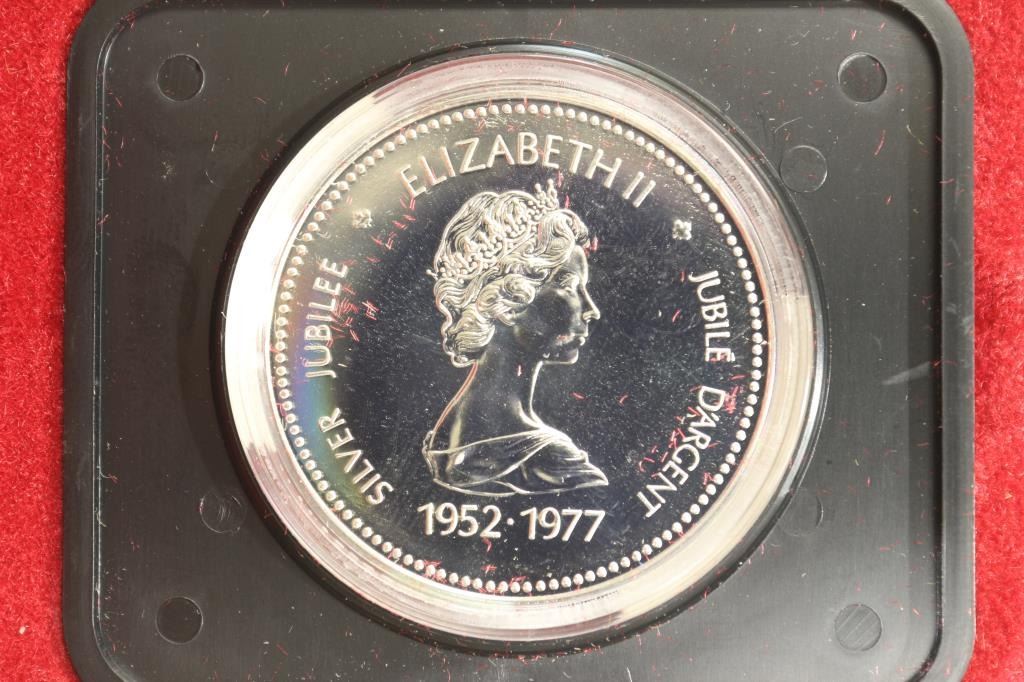 ELIZABETH II
SILVER JUBILEE
JUBILÉ D'ARGENT
1952·1977